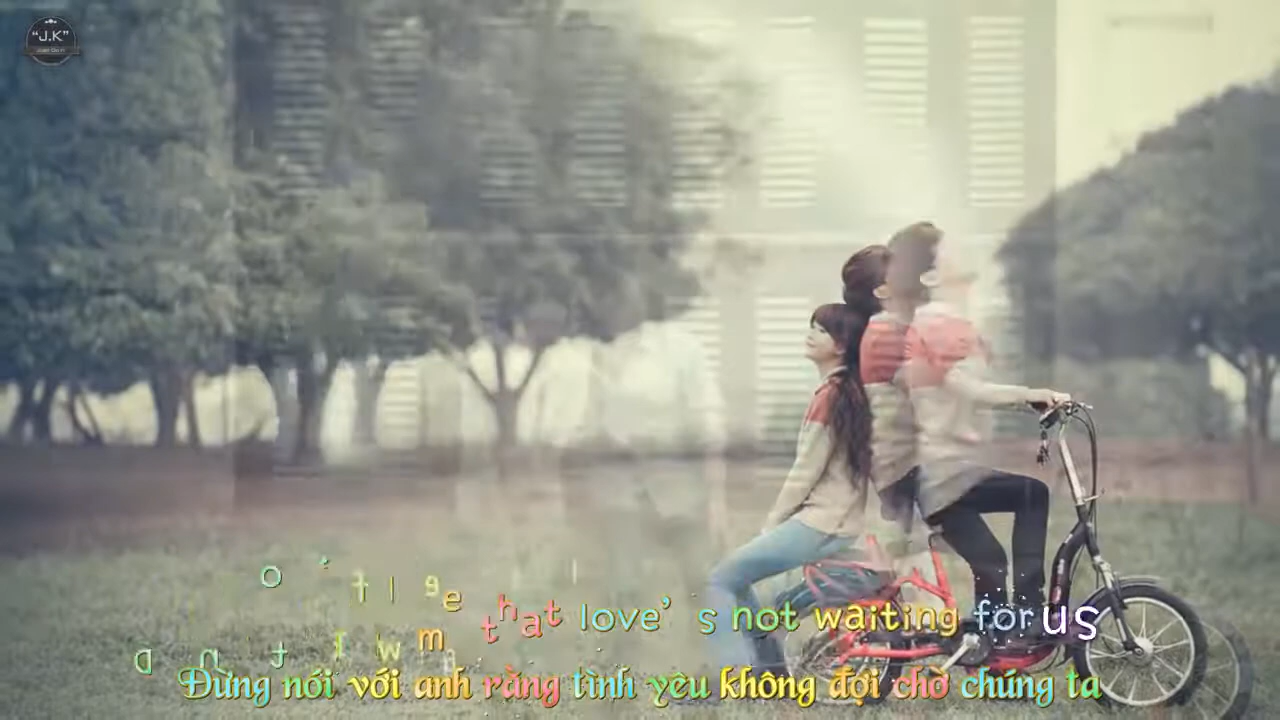 "J.K"
that love's not waiting for us
Đừng nói với anh rằng tình yêu không đợi chờ chúng ta